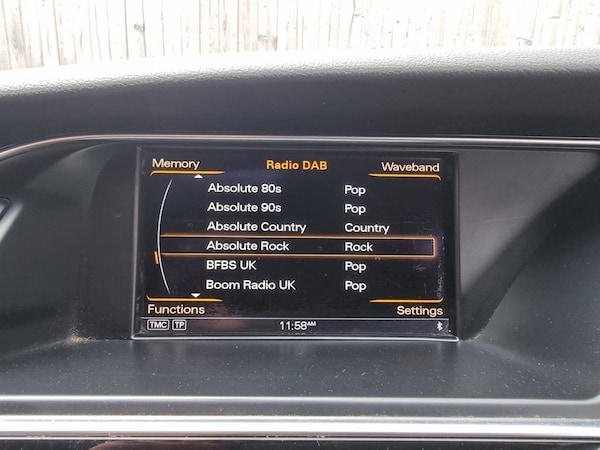 Memory Radio DAB Waveband
Absolute 80s Pop
Absolute 90s Pop
Absolute Country Country
Absolute Rock Rock
BFBS UK Pop
Boom Radio UK Pop
Functions Settings
TMC TP 11:58AM